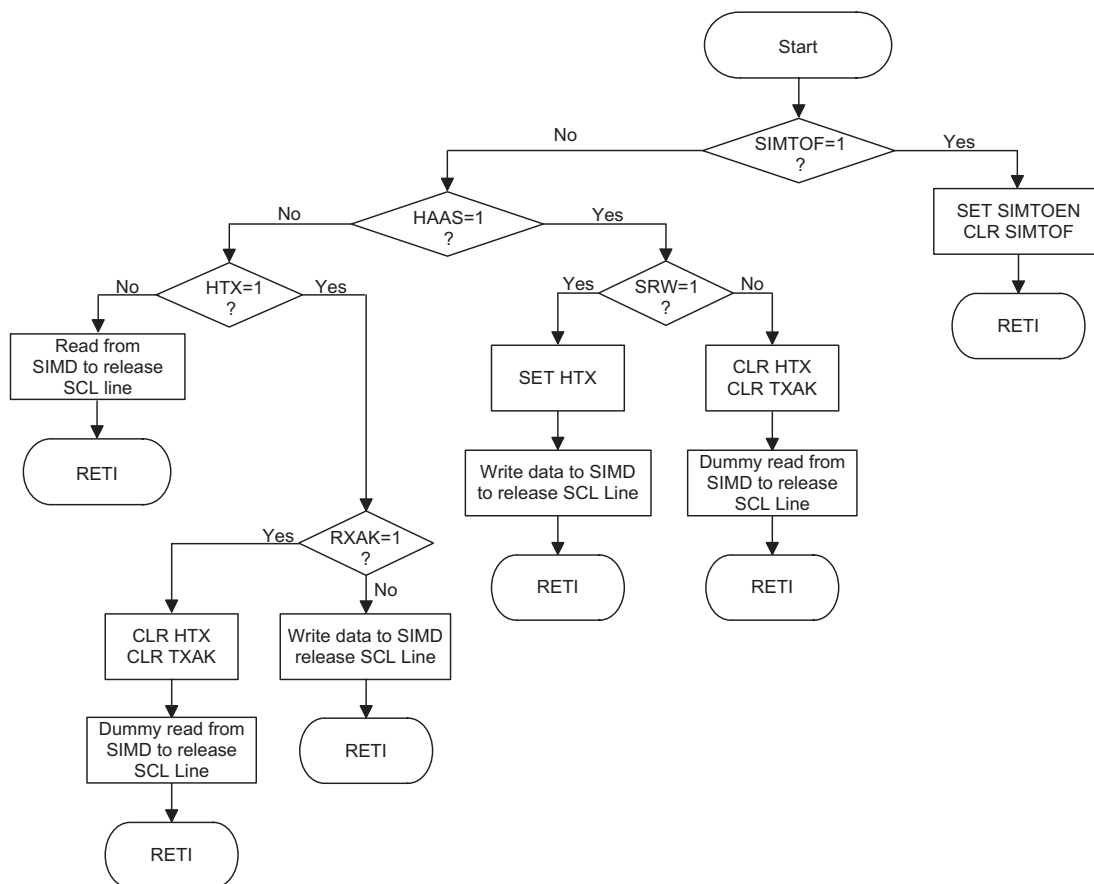 Start
SIMTOF=1
?
No
Yes
SET SIMTOEN
CLR SIMTOF
RETI
HAAS=1
?
No
Yes
HTX=1
?
No
Yes
Read from
SIMD to release
SCL line
RETI
SRW=1
?
Yes
No
SET HTX
CLR HTX
CLR TXAK
Write data to SIMD
to release SCL Line
Dummy read from
SIMD to release
SCL Line
RETI
RETI
RXAK=1
?
Yes
No
CLR HTX
CLR TXAK
Write data to SIMD
release SCL Line
Dummy read from
SIMD to release
SCL Line
RETI
RETI